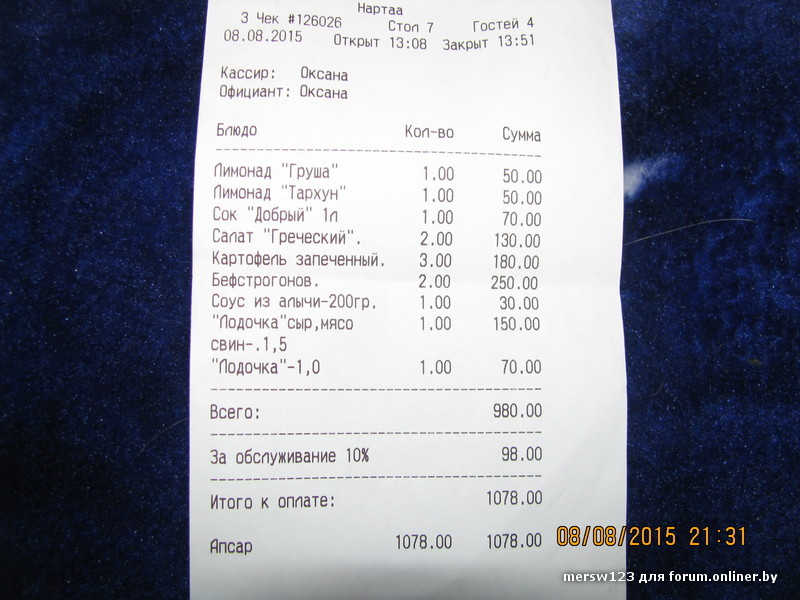 Нартаа
3 Чек #126026 Стол 7 Гостей 4
08.08.2015 Открыт 13:08 Закрыт 13:51
Кассир: Оксана
Официант: Оксана
Блюдо Кол-во Сумма
Лимонад "Груша" 1.00 50.00
Лимонад "Тархун" 1.00 50.00
Сок "Добрый" 1л 1.00 70.00
Салат "Греческий". 2.00 130.00
Картофель запеченный. 3.00 180.00
Бефстрогонов. 2.00 250.00
Соус из алычи-200гр. 1.00 30.00
"Лодочка"сыр,мясо 1.00 150.00
свин-.1,5
"Лодочка"-1,0 1.00 70.00
Всего: 980.00
За обслуживание 10% 98.00
Итого к оплате: 1078.00
Апсар 1078.00 1078.00
08/08/2015 21:31
mersw123 для forum.onliner.by